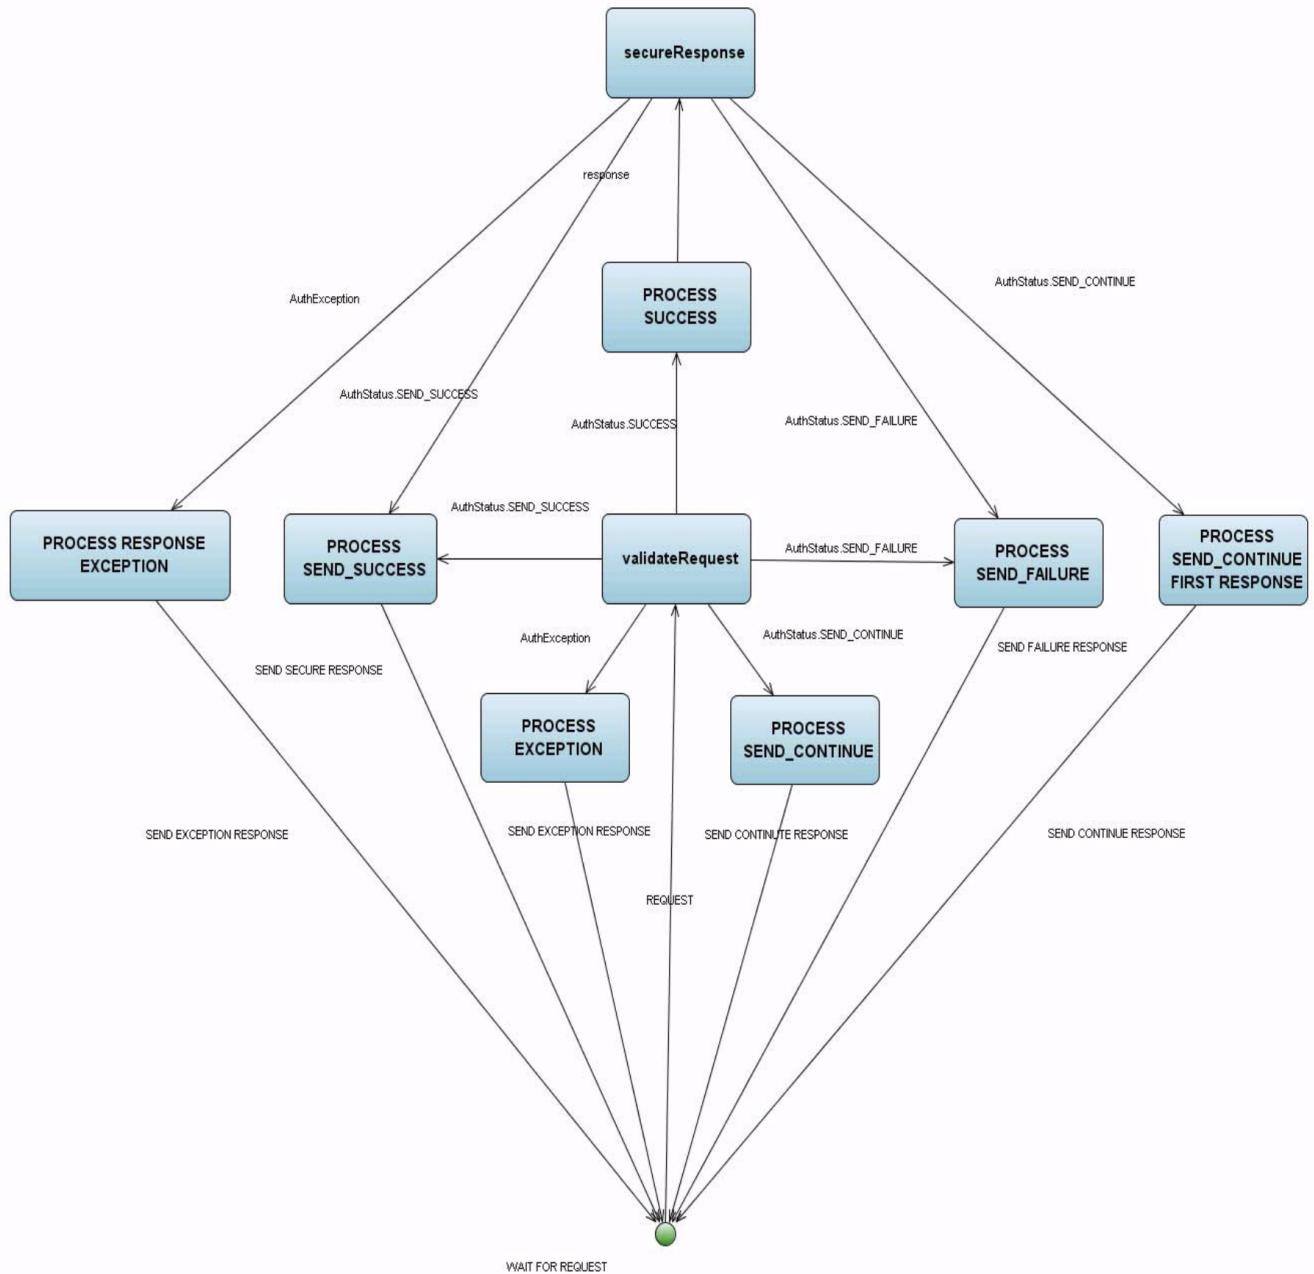 secureResponse
response
PROCESS
SUCCESS
AuthStatus.SEND_CONTINUE
AuthException
AuthStatus.SEND_SUCCESS
AuthStatus.SUCCESS
AuthStatus.SEND_FAILURE
AuthStatus.SEND_SUCCESS
PROCESS RESPONSE
EXCEPTION
PROCESS
SEND_SUCCESS
validateRequest
AuthStatus.SEND_FAILURE
PROCESS
SEND_FAILURE
PROCESS
SEND_CONTINUE
FIRST RESPONSE
AuthException
AuthStatus.SEND_CONTINUE
SEND FAILURE RESPONSE
SEND SECURE RESPONSE
PROCESS
EXCEPTION
PROCESS
SEND_CONTINUE
SEND EXCEPTION RESPONSE
SEND EXCEPTION RESPONSE
SEND CONTINUTE RESPONSE
SEND CONTINUE RESPONSE
REQUEST
WAIT FOR REQUEST